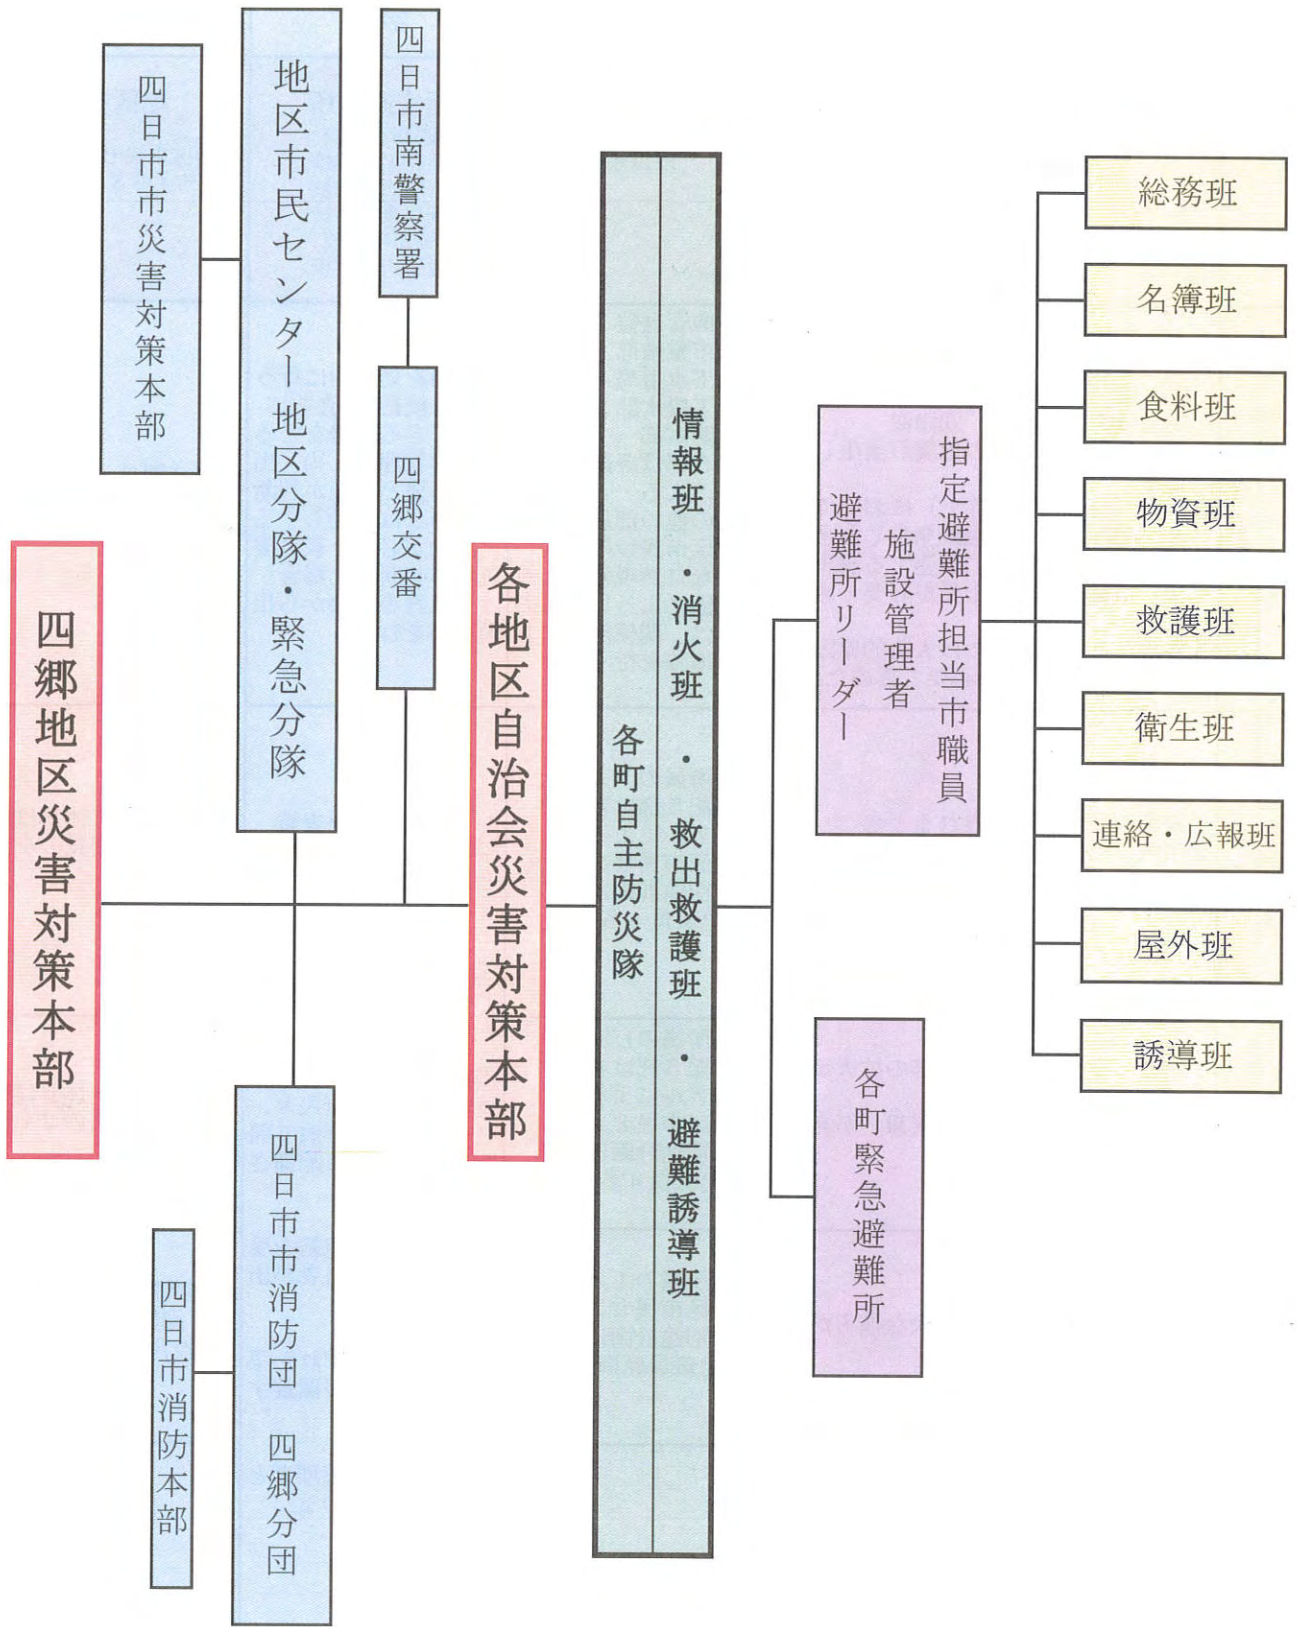 四郷地区災害対策本部
四日市市災害対策本部
地区市民センター 地区分隊・緊急分隊
四日市南警察署
四郷交番
四日市市消防団 四郷分団
四日市消防本部
各地区自治会災害対策本部
各町自主防災隊
情報班 ・消火班 ・ 救出救護班 ・ 避難誘導班
避難所リーダー
施設管理者
指定避難所担当市職員
各町緊急避難所
総務班
名簿班
食料班
物資班
救護班
衛生班
連絡・広報班
屋外班
誘導班